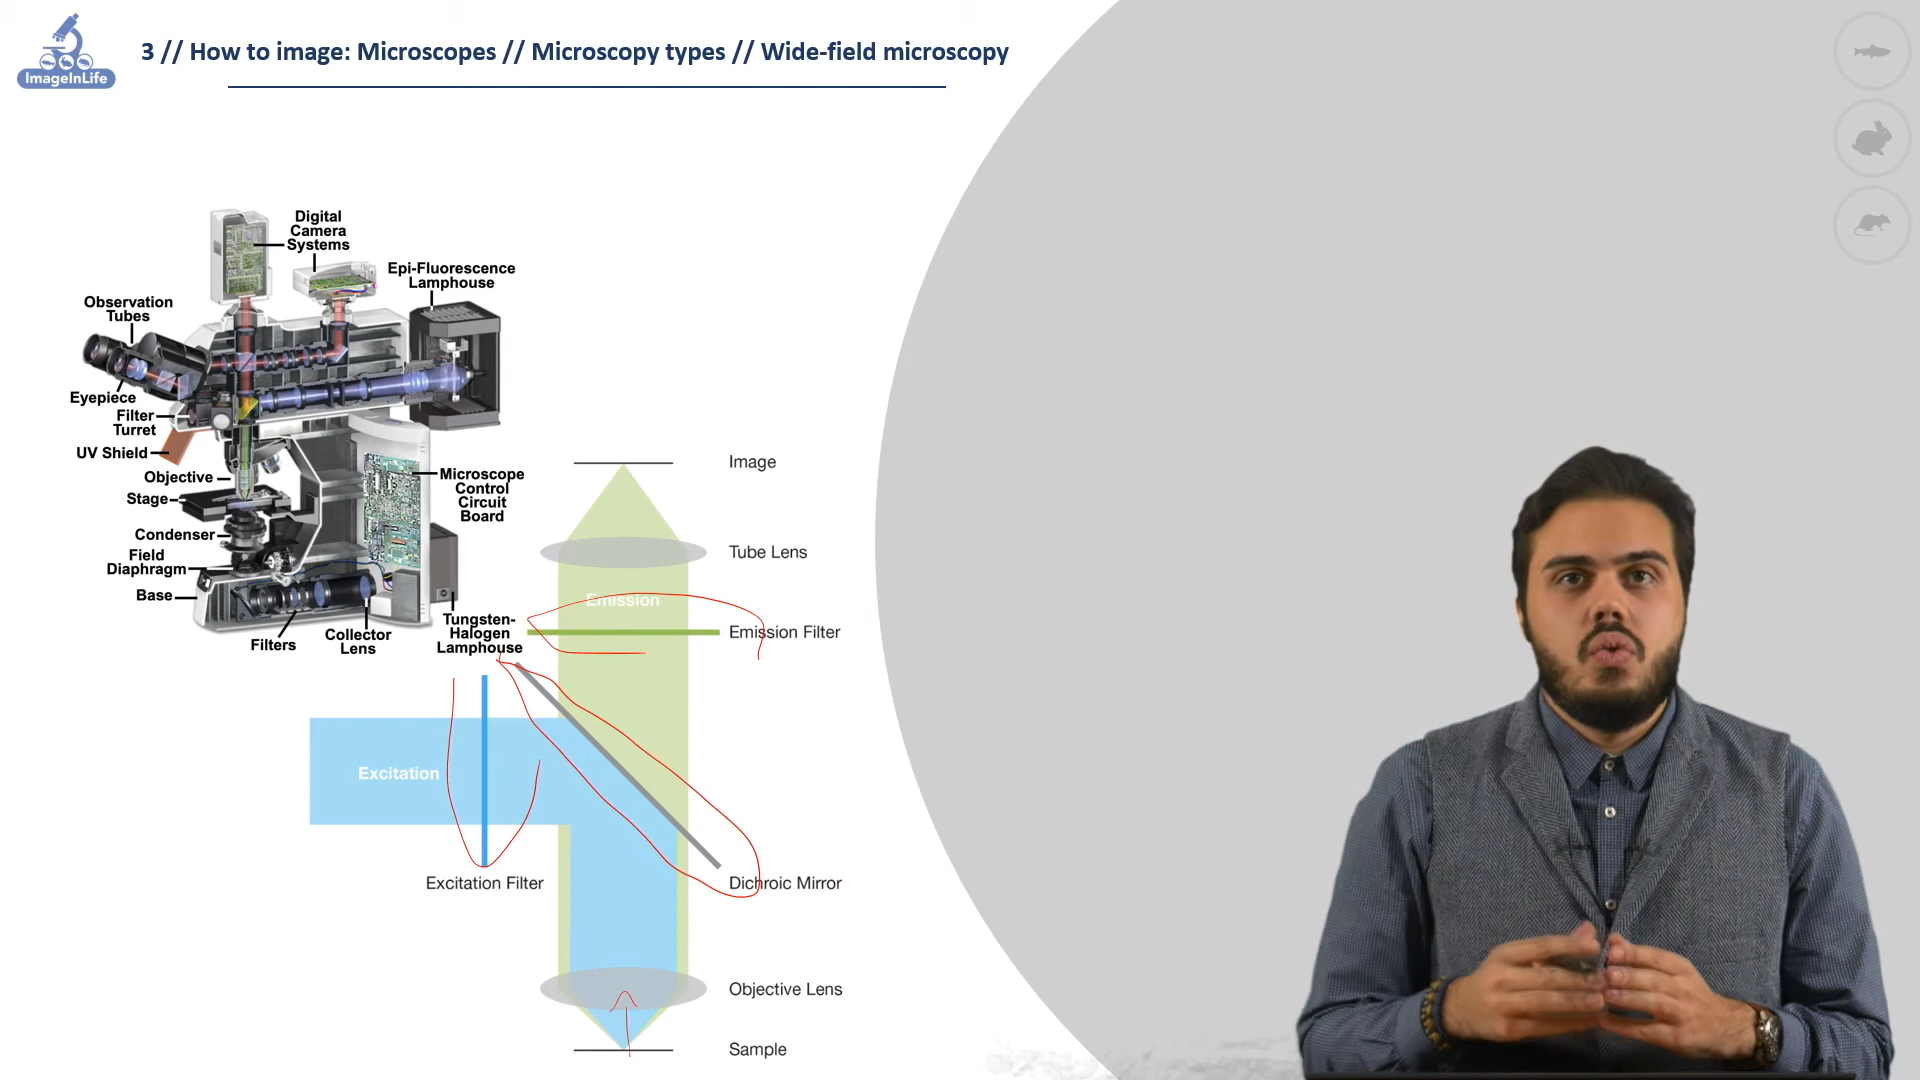 ImageInLife
3 // How to image: Microscopes // Microscopy types // Wide-field microscopy
Digital
Camera
Systems
Epi-Fluorescence
Lamphouse
Observation
Tubes
Eyepiece
Filter
Turret
UV Shield
Objective
Stage
Condenser
Field
Diaphragm
Base
Filters
Collector
Lens
Tungsten-
Halogen
Lamphouse
Microscope
Control
Circuit
Board
Image
Tube Lens
Emission
Emission Filter
Excitation
Excitation Filter
Dichroic Mirror
Objective Lens
Sample